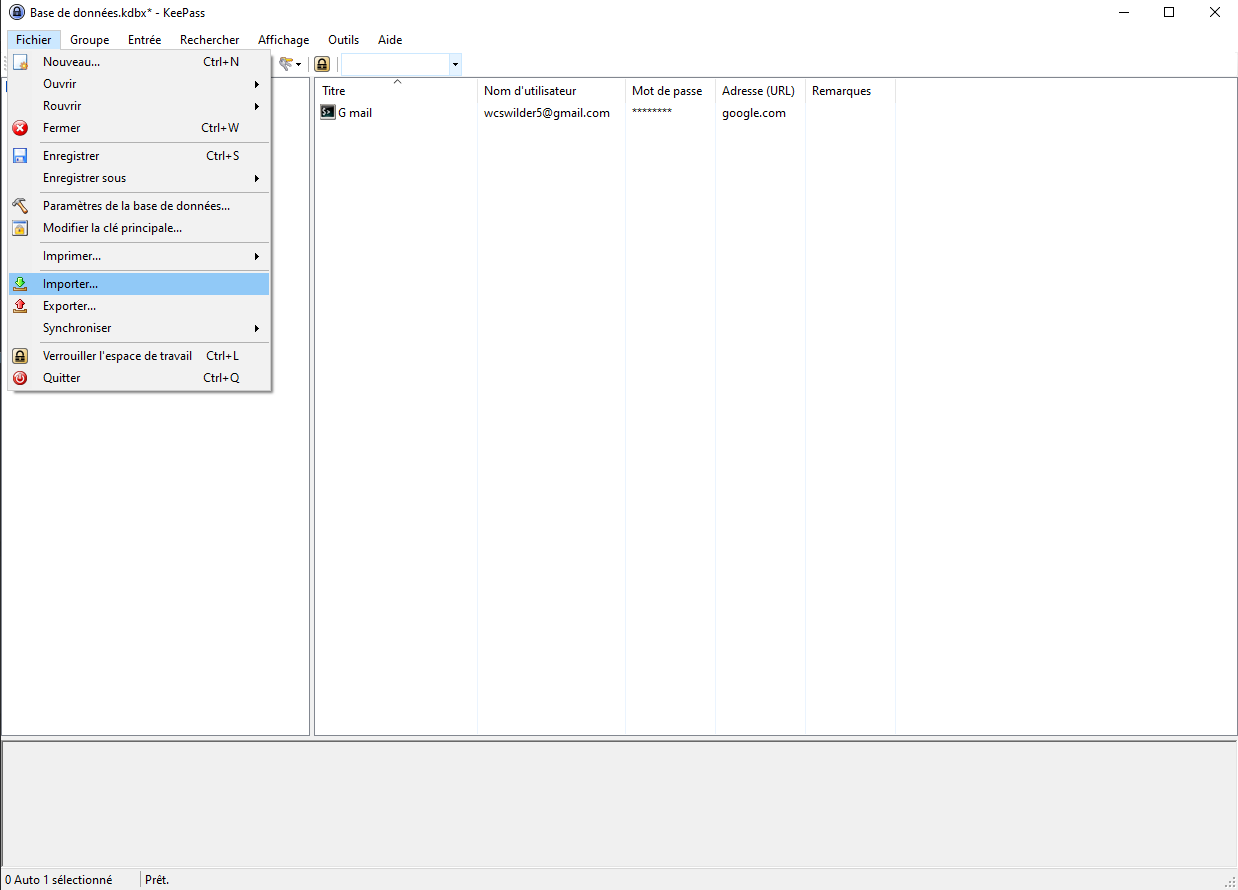 Base de données.kdbx* - KeePass
Fichier Groupe Entrée Rechercher Affichage Outils Aide
Nouveau... Ctrl+N
Ouvrir
Rouvrir
Fermer Ctrl+W
Enregistrer Ctrl+S
Enregistrer sous
Paramètres de la base de données...
Modifier la clé principale...
Imprimer...
Importer...
Exporter...
Synchroniser
Verrouiller l'espace de travail Ctrl+L
Quitter Ctrl+Q
Titre Nom d'utilisateur Mot de passe Adresse (URL) Remarques
G mail wcswilder5@gmail.com ******** google.com
0 Auto 1 sélectionné Prêt.